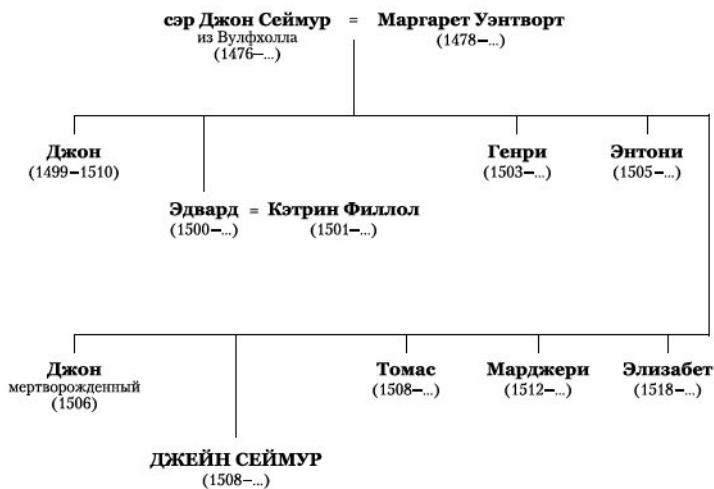 сэр Джон Сеймур = Маргарет Уэнтворт
из Вулфхолла
(1476–...) (1478–...)
Джон Генри Энтони
(1499–1510) (1503–...) (1505–...)
Эдвард = Кэтрин Филлол
(1500–...) (1501–...)
Джон Томас Марджери Элизабет
мертворожденный (1508–...) (1512–...) (1518–...)
(1506)
ДЖЕЙН СЕЙМУР
(1508–...)